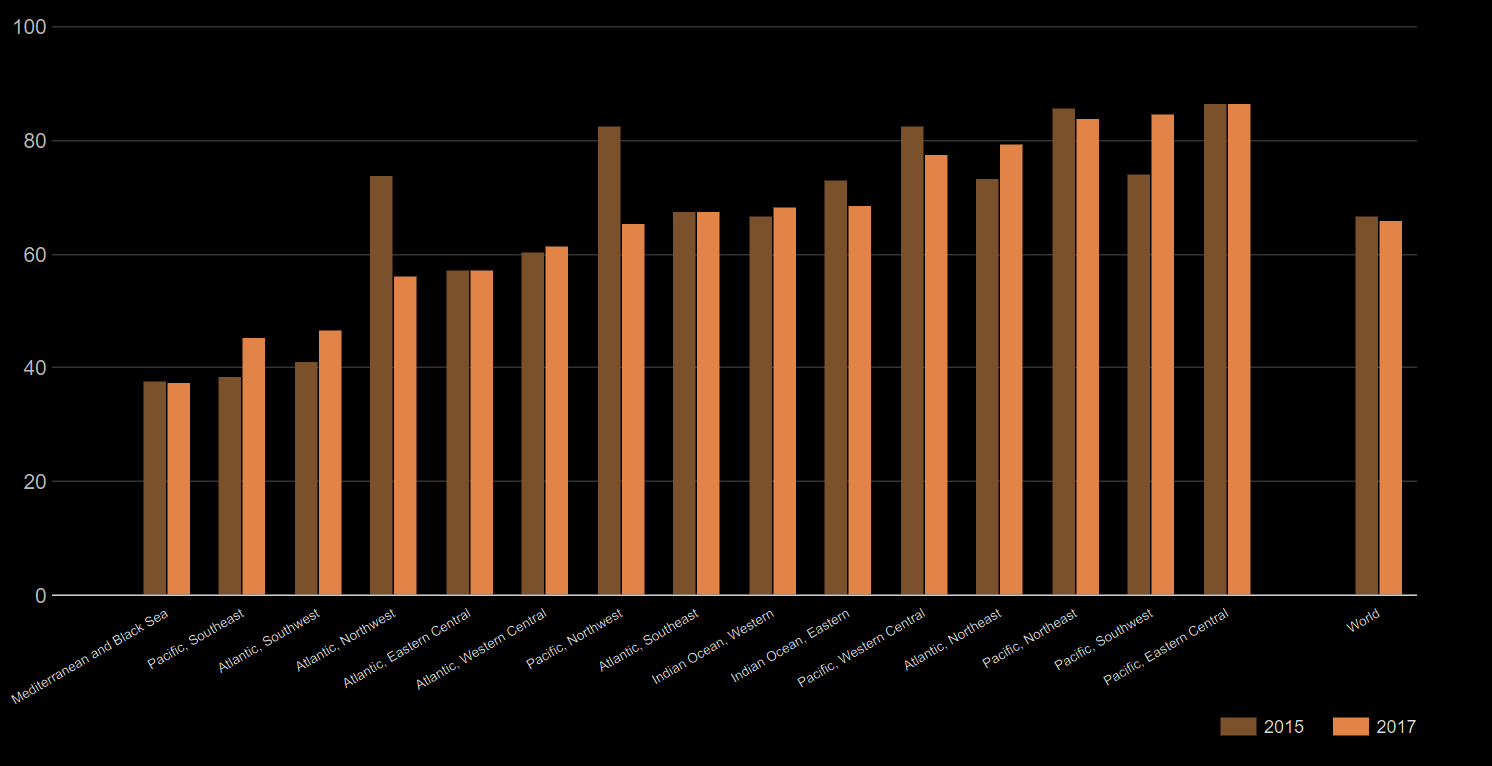 100
80
60
40
20
0
Mediterranean and Black Sea
Pacific, Southeast
Atlantic, Southwest
Atlantic, Northwest
Atlantic, Eastern Central
Atlantic, Western Central
Pacific, Northwest
Atlantic, Southeast
Indian Ocean, Western
Indian Ocean, Eastern
Pacific, Western Central
Atlantic, Northeast
Pacific, Northeast
Pacific, Southwest
Pacific, Eastern Central
World
2015
2017